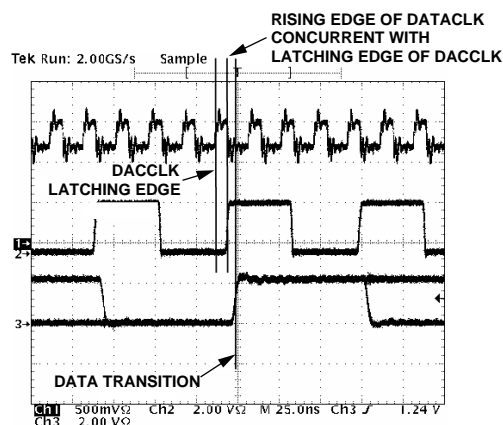 RISING EDGE OF DATACLK
CONCURRENT WITH
LATCHING EDGE OF DACCLK
Tek Run: 2.00GS/s Sample
DACCLK
LATCHING EDGE
1→
2→
3→
DATA TRANSITION
Ch1 500mVΩ Ch2 2.00 VΩ M 25.0ns Ch3 ∫ 1.24 V
Ch3 2.00 VΩ